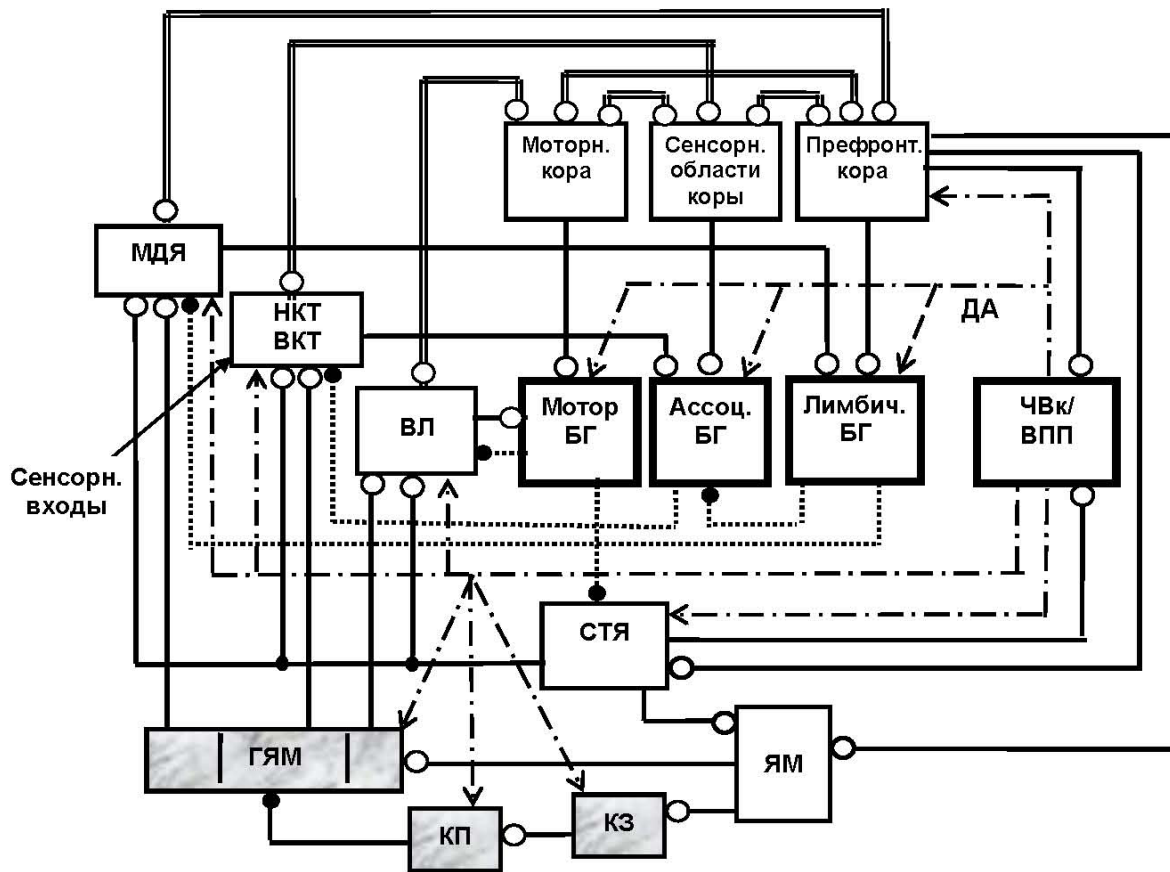 Моторн.
кора
Сенсорн.
области
коры
Префронт.
кора
МДЯ
НКТ
ВКТ
ДА
ВЛ
Мотор
БГ
Ассоц.
БГ
Лимбич.
БГ
ЧВк/
ВПП
Сенсорн.
входы
СТЯ
ГЯМ
ЯМ
КП
КЗ